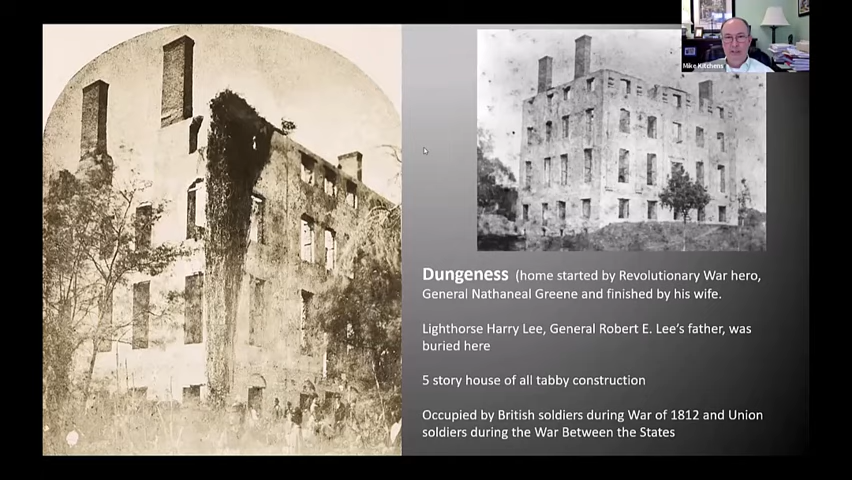 Mike Kitchens
Dungeness (home started by Revolutionary War hero,
General Nathaneal Greene and finished by his wife.
Lighthorse Harry Lee, General Robert E. Lee's father, was
buried here
5 story house of all tabby construction
Occupied by British soldiers during War of 1812 and Union
soldiers during the War Between the States